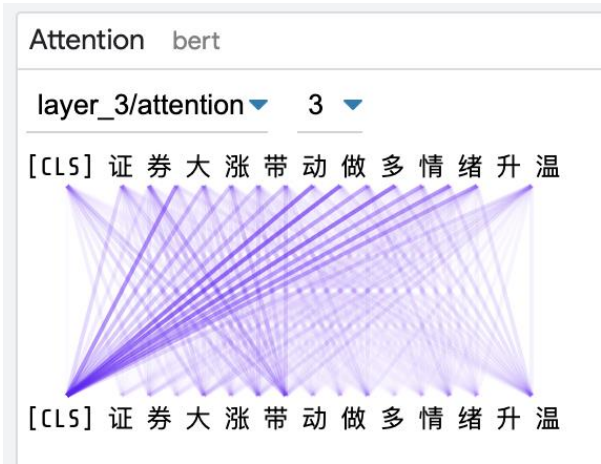 Attention bert
layer_3/attention 3
[CLS] 证 券 大 涨 带 动 做 多 情 绪 升 温
[CLS] 证 券 大 涨 带 动 做 多 情 绪 升 温